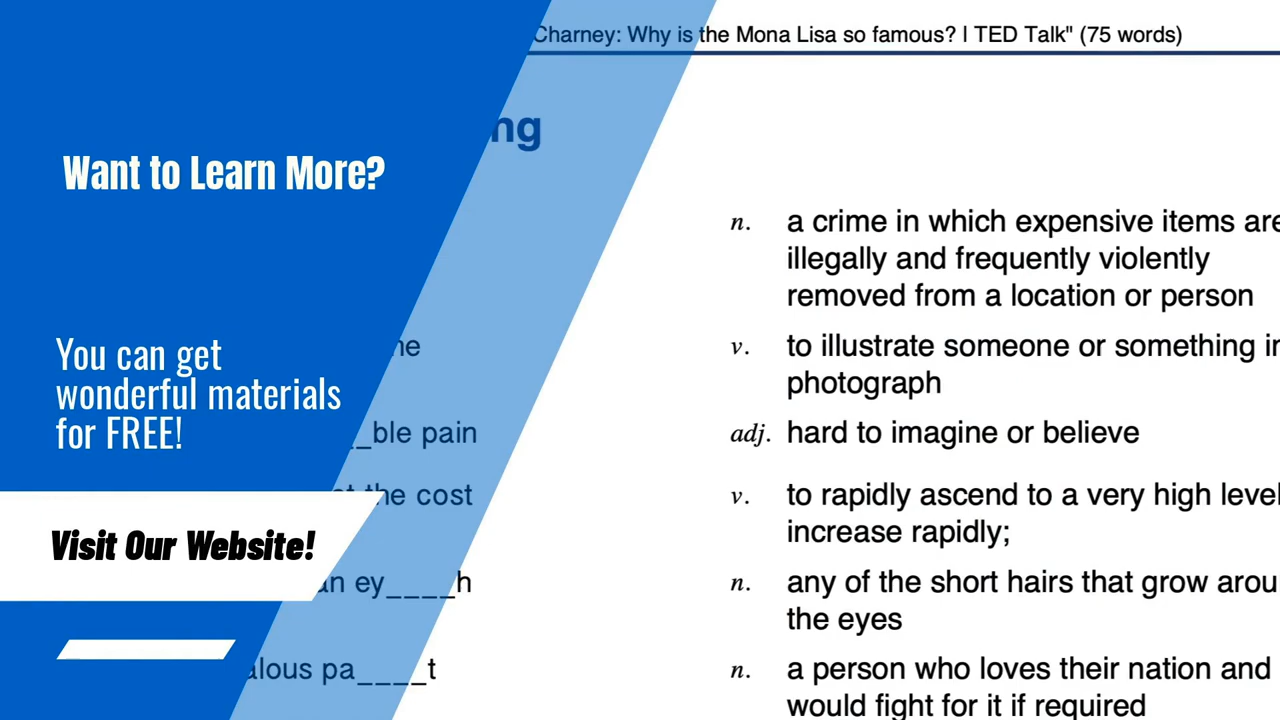 Charney: Why is the Mona Lisa so famous? | TED Talk" (75 words)
ng
Want to Learn More?
You can get
wonderful materials
for FREE!
Visit Our Website!
ne
_ble pain
the cost
an ey____h
alous pa____t
n. a crime in which expensive items are
illegally and frequently violently
removed from a location or person
v. to illustrate someone or something in
photograph
adj. hard to imagine or believe
v. to rapidly ascend to a very high level
increase rapidly;
n. any of the short hairs that grow arou
the eyes
n. a person who loves their nation and
would fight for it if required